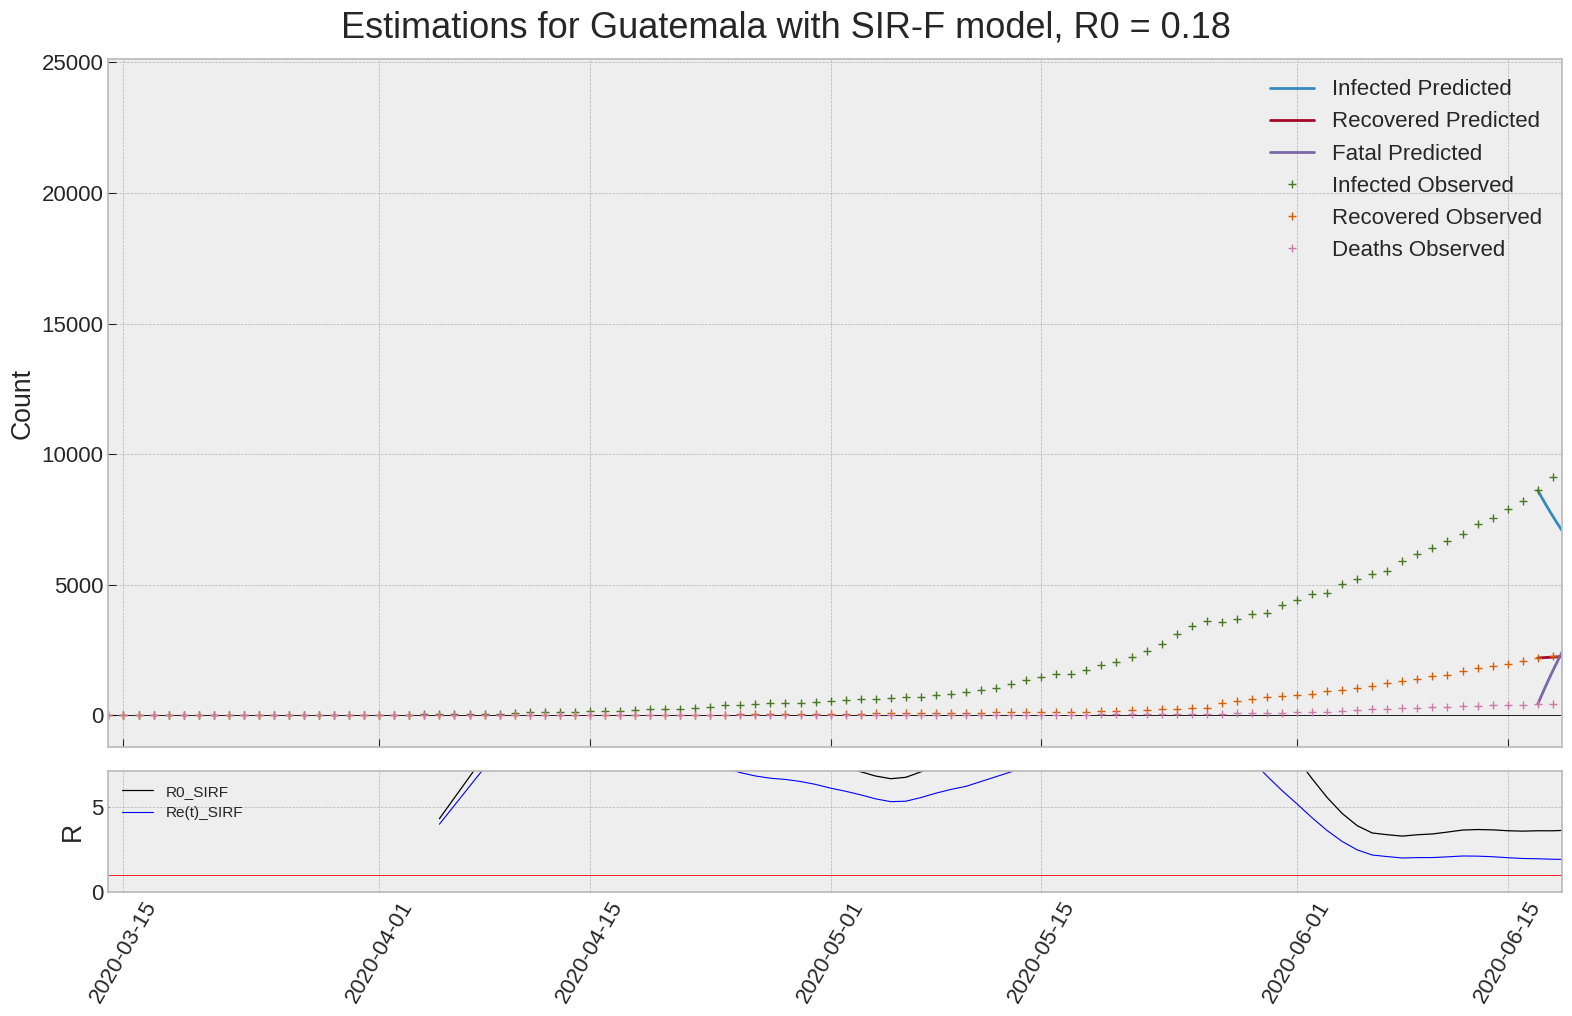 Estimations for Guatemala with SIR-F model, R0 = 0.18
25000
20000
15000
10000
5000
0
Count
Infected Predicted
Recovered Predicted
Fatal Predicted
Infected Observed
Recovered Observed
Deaths Observed
R0_SIRF
Re(t)_SIRF
5
0
R
2020-03-15
2020-04-01
2020-04-15
2020-05-01
2020-05-15
2020-06-01
2020-06-15